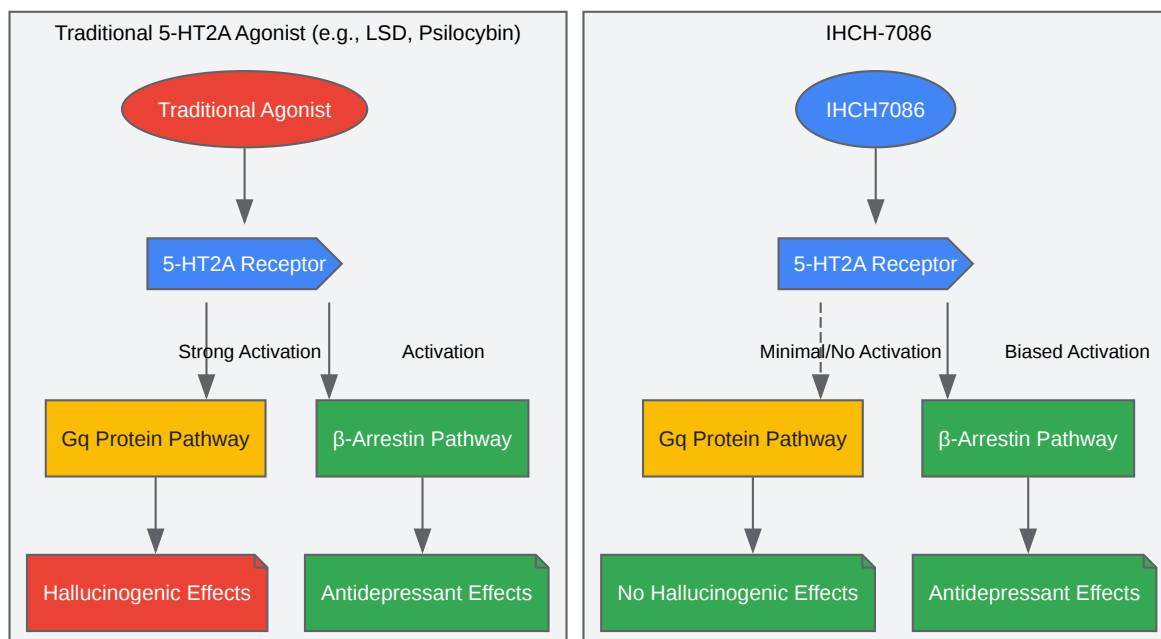 Traditional 5-HT2A Agonist (e.g., LSD, Psilocybin)
Traditional Agonist
5-HT2A Receptor
Strong Activation
Activation
Gq Protein Pathway
β-Arrestin Pathway
Hallucinogenic Effects
Antidepressant Effects
IHCH-7086
IHCH7086
5-HT2A Receptor
Minimal/No Activation
Biased Activation
Gq Protein Pathway
β-Arrestin Pathway
No Hallucinogenic Effects
Antidepressant Effects